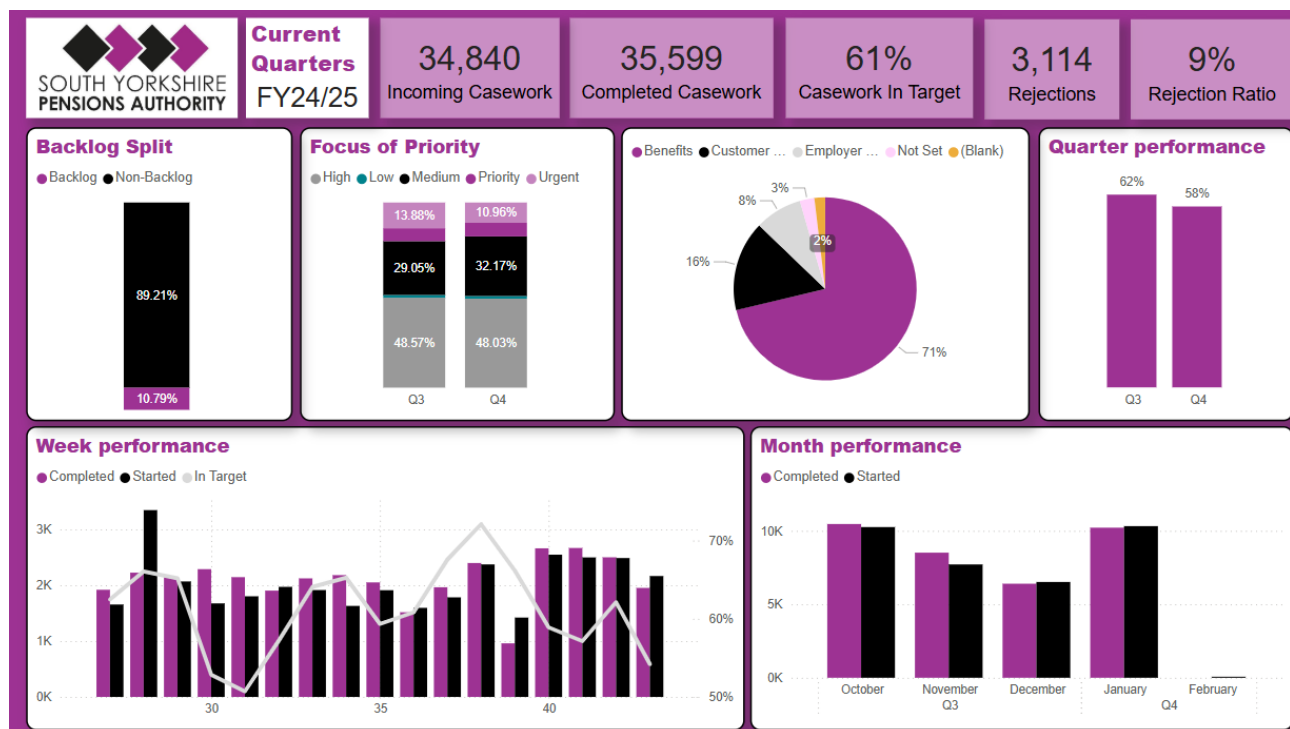 SOUTH YORKSHIRE
PENSIONS AUTHORITY
Current
Quarters
FY24/25
34,840
Incoming Casework
35,599
Completed Casework
61%
Casework In Target
3,114
Rejections
9%
Rejection Ratio
Backlog Split
Backlog Non-Backlog
89.21%
10.79%
Focus of Priority
High Low Medium Priority Urgent
13.88% 10.96%
29.05% 32.17%
48.57% 48.03%
Q3 Q4
Benefits Customer ... Employer ... Not Set (Blank)
3%
8%
2%
16%
71%
Quarter performance
62%
58%
Q3 Q4
Week performance
Completed Started In Target
3K
70%
2K
60%
1K
0K
50%
30 35 40
Month performance
Completed Started
10K
5K
0K
October November December January February
Q3 Q4